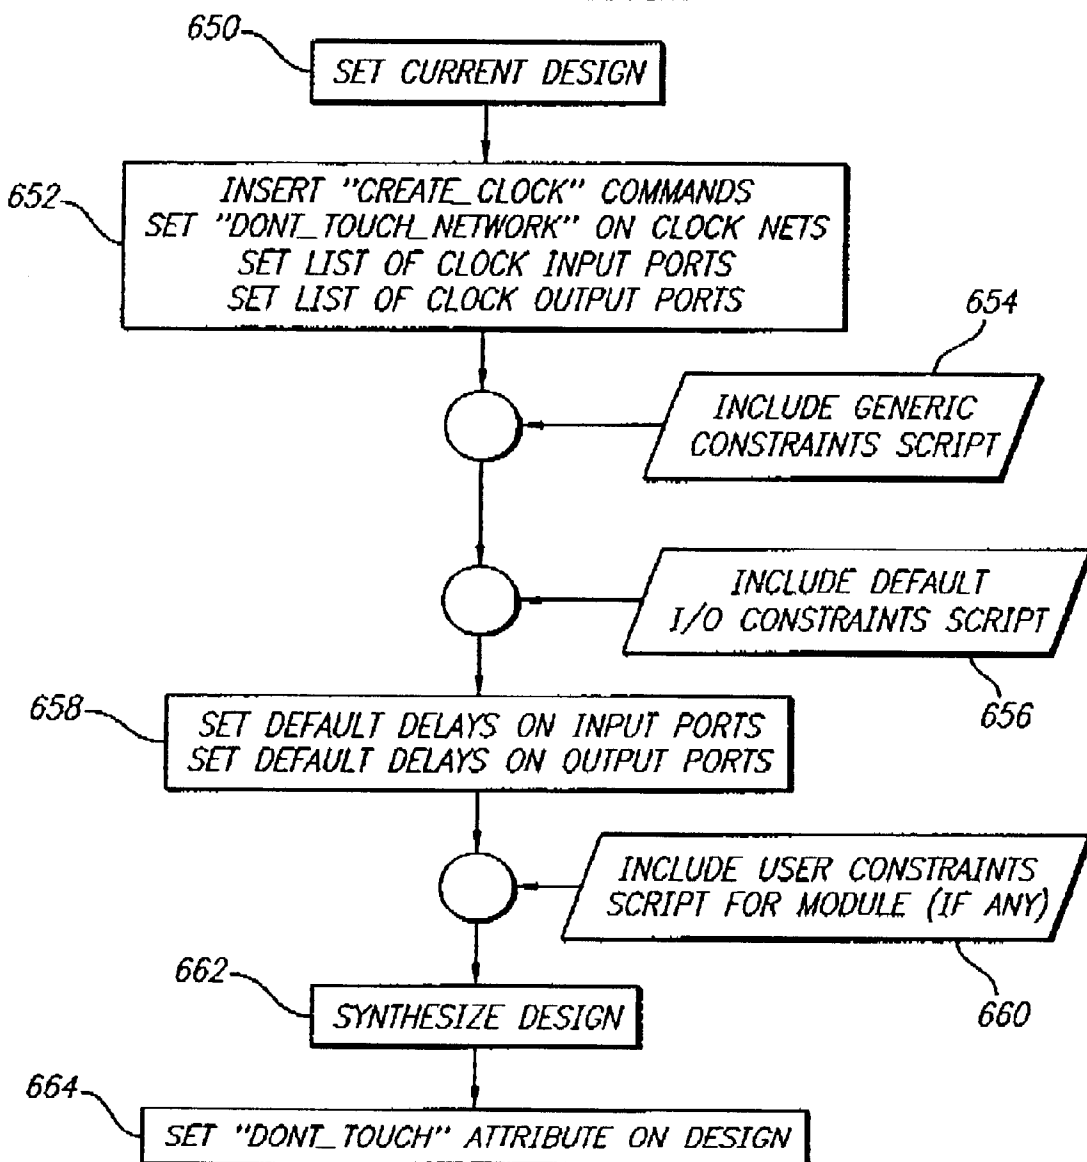 650
SET CURRENT DESIGN
652
INSERT "CREATE_CLOCK" COMMANDS
SET "DONT_TOUCH_NETWORK" ON CLOCK NETS
SET LIST OF CLOCK INPUT PORTS
SET LIST OF CLOCK OUTPUT PORTS
654
INCLUDE GENERIC
CONSTRAINTS SCRIPT
INCLUDE DEFAULT
I/O CONSTRAINTS SCRIPT
656
658
SET DEFAULT DELAYS ON INPUT PORTS
SET DEFAULT DELAYS ON OUTPUT PORTS
INCLUDE USER CONSTRAINTS
SCRIPT FOR MODULE (IF ANY)
660
662
SYNTHESIZE DESIGN
664
SET "DONT_TOUCH" ATTRIBUTE ON DESIGN